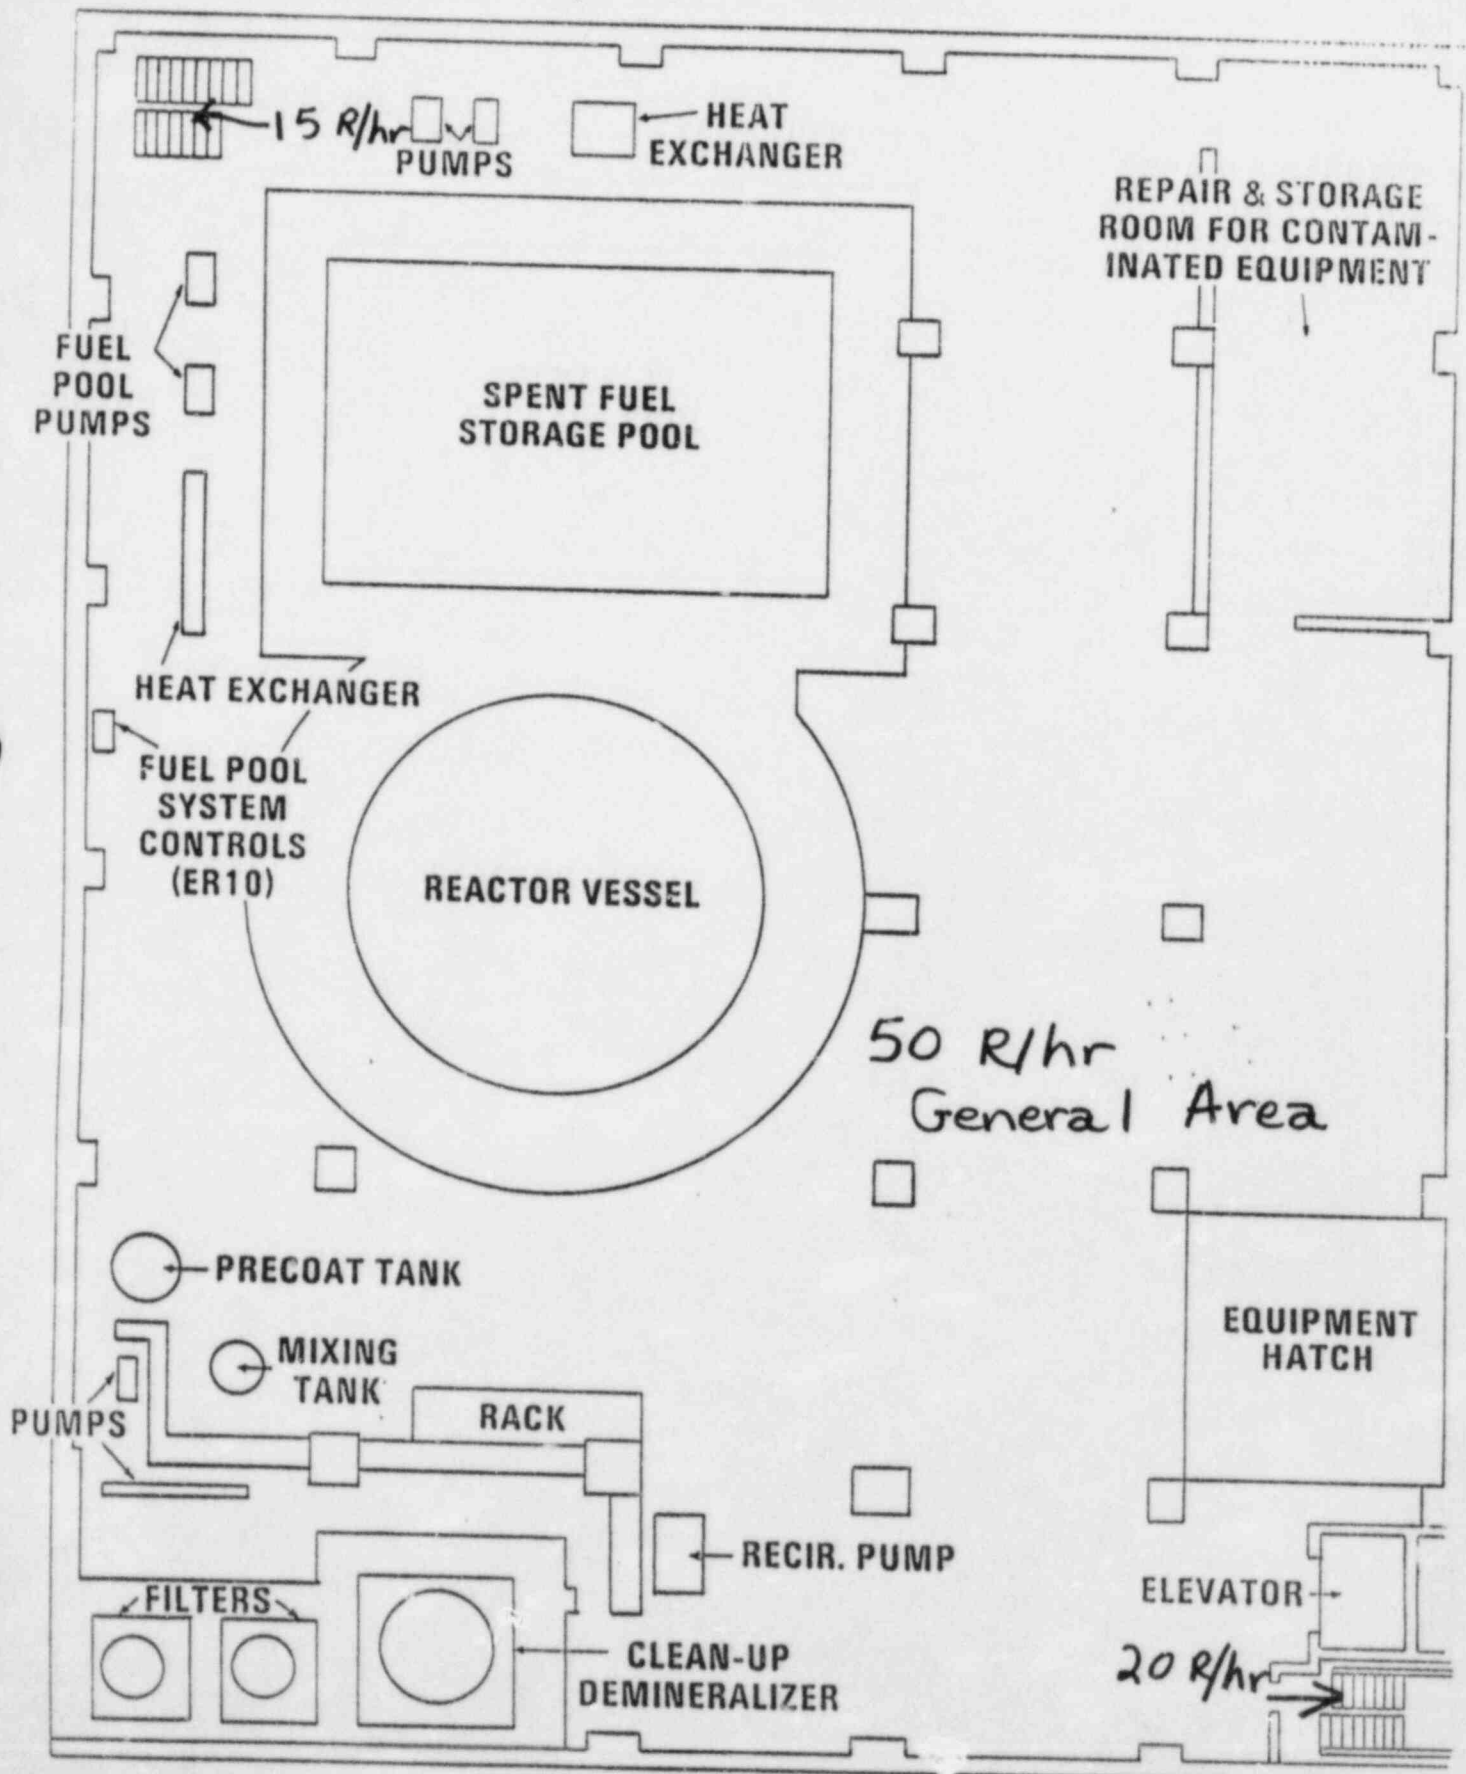 15 R/hr
PUMPS
HEAT
EXCHANGER
REPAIR & STORAGE
ROOM FOR CONTAM-
INATED EQUIPMENT
FUEL
POOL
PUMPS
SPENT FUEL
STORAGE POOL
HEAT EXCHANGER
FUEL POOL
SYSTEM
CONTROLS
(ER10)
REACTOR VESSEL
50 R/hr
General Area
PRECOAT TANK
MIXING
TANK
PUMPS
RACK
EQUIPMENT
HATCH
RECIR. PUMP
ELEVATOR
FILTERS
CLEAN-UP
DEMINERALIZER
20 R/hr